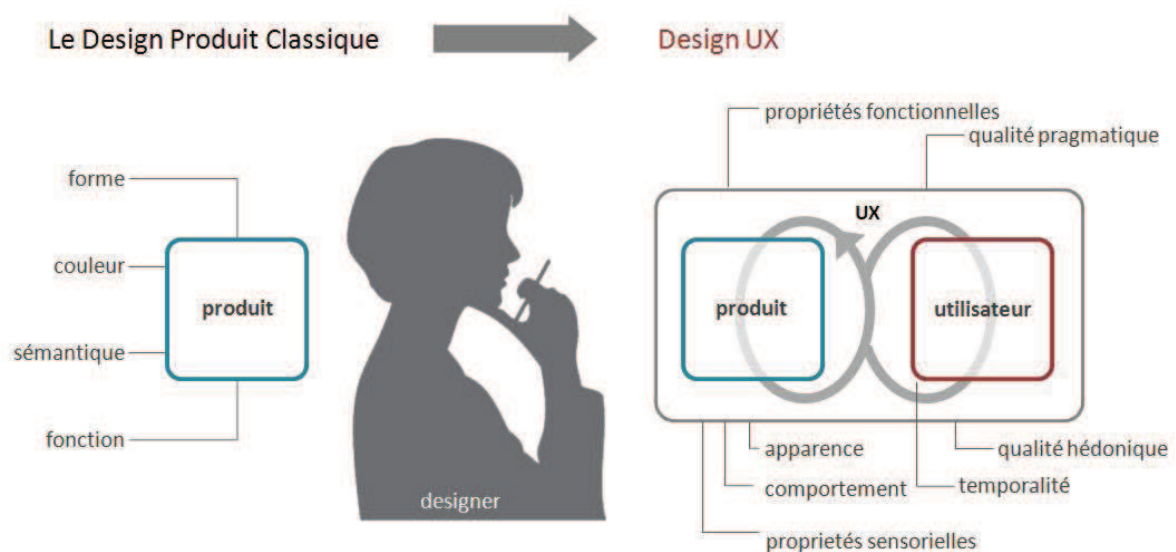 Le Design Produit Classique
Design UX
forme
couleur
sémantique
fonction
produit
designer
propriétés fonctionnelles
qualité pragmatique
UX
produit
utilisateur
apparence
qualité hédonique
comportement
temporalité
proprietés sensorielles